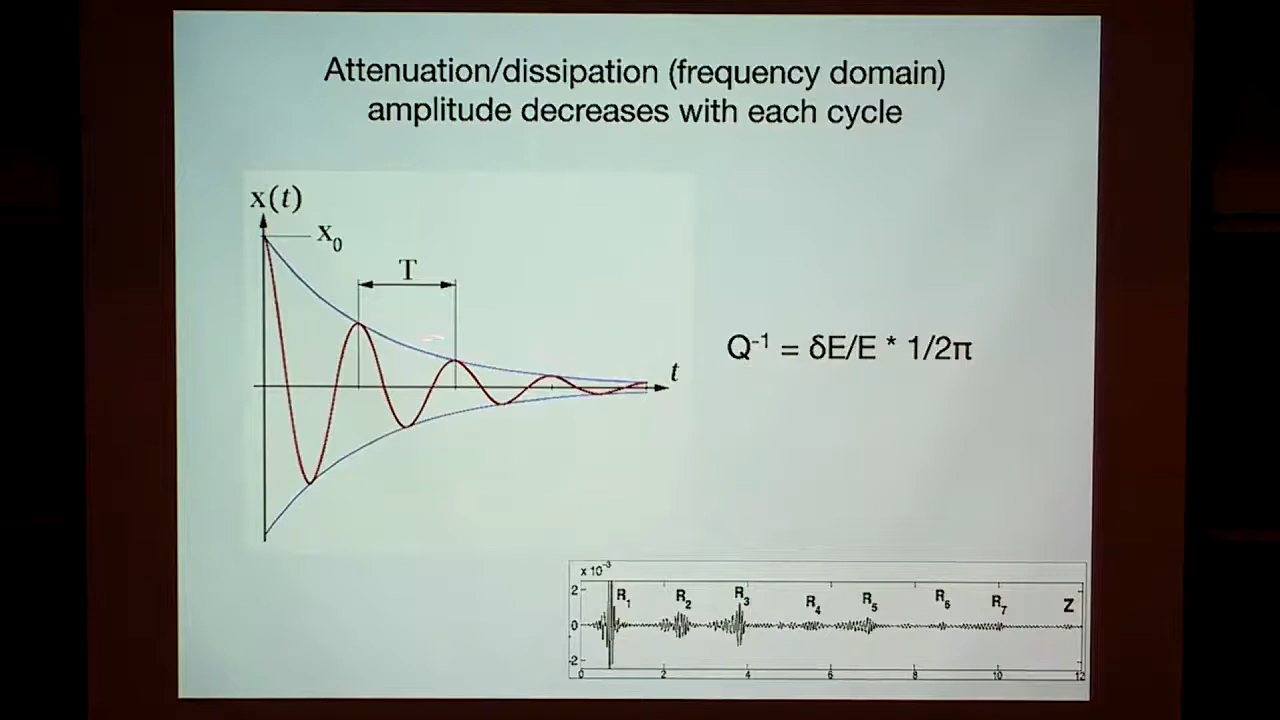 Attenuation/dissipation (frequency domain)
amplitude decreases with each cycle
x(t)
x₀
T
t
Q⁻¹ = δE/E * 1/2π
x 10⁻³
2
0
-2
R₁
R₂
R₃
R₄
R₅
R₆
R₇
Z
0
2
4
6
8
10
12